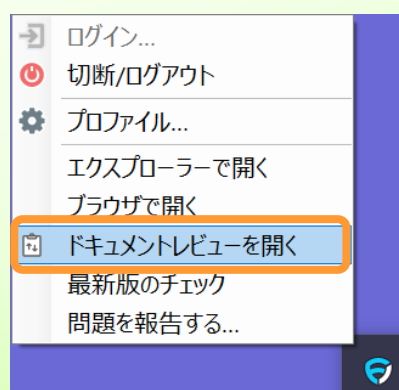 ログイン...
切断/ログアウト
プロファイル...
エクスプローラーで開く
ブラウザで開く
ドキュメントレビューを開く
最新版のチェック
問題を報告する...